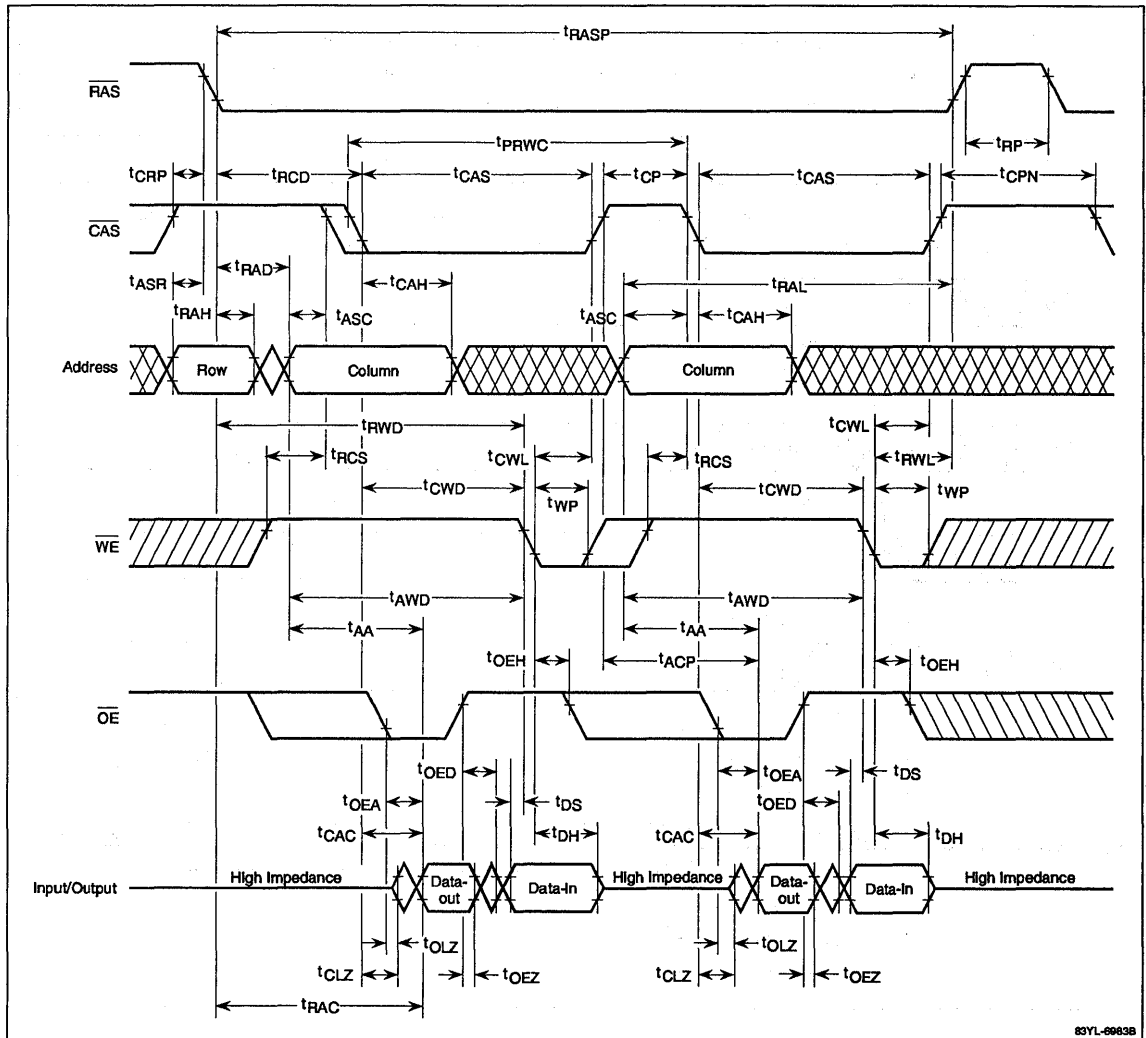 tRASP
RAS
tPRWC
tRP
tCRP
tRCD
tCAS
tCP
tCAS
tCPN
CAS
tRAD
tASR
tCAH
tRAL
tRAH
tASC
tASC
tCAH
Address
Row
Column
Column
tRWD
tCWL
tRCS
tCWL
tRCS
tRWL
tCWD
tWP
tCWD
tWP
WE
tAWD
tAWD
tAA
tAA
tOEH
tACP
tOEH
OE
tOED
tOEA
tDS
tOEA
tDS
tOED
tCAC
tDH
tCAC
tDH
Input/Output
High Impedance
Data-out
Data-In
High Impedance
Data-out
Data-In
High Impedance
tOLZ
tOLZ
tCLZ
tOEZ
tCLZ
tOEZ
tRAC
83YL-6983B